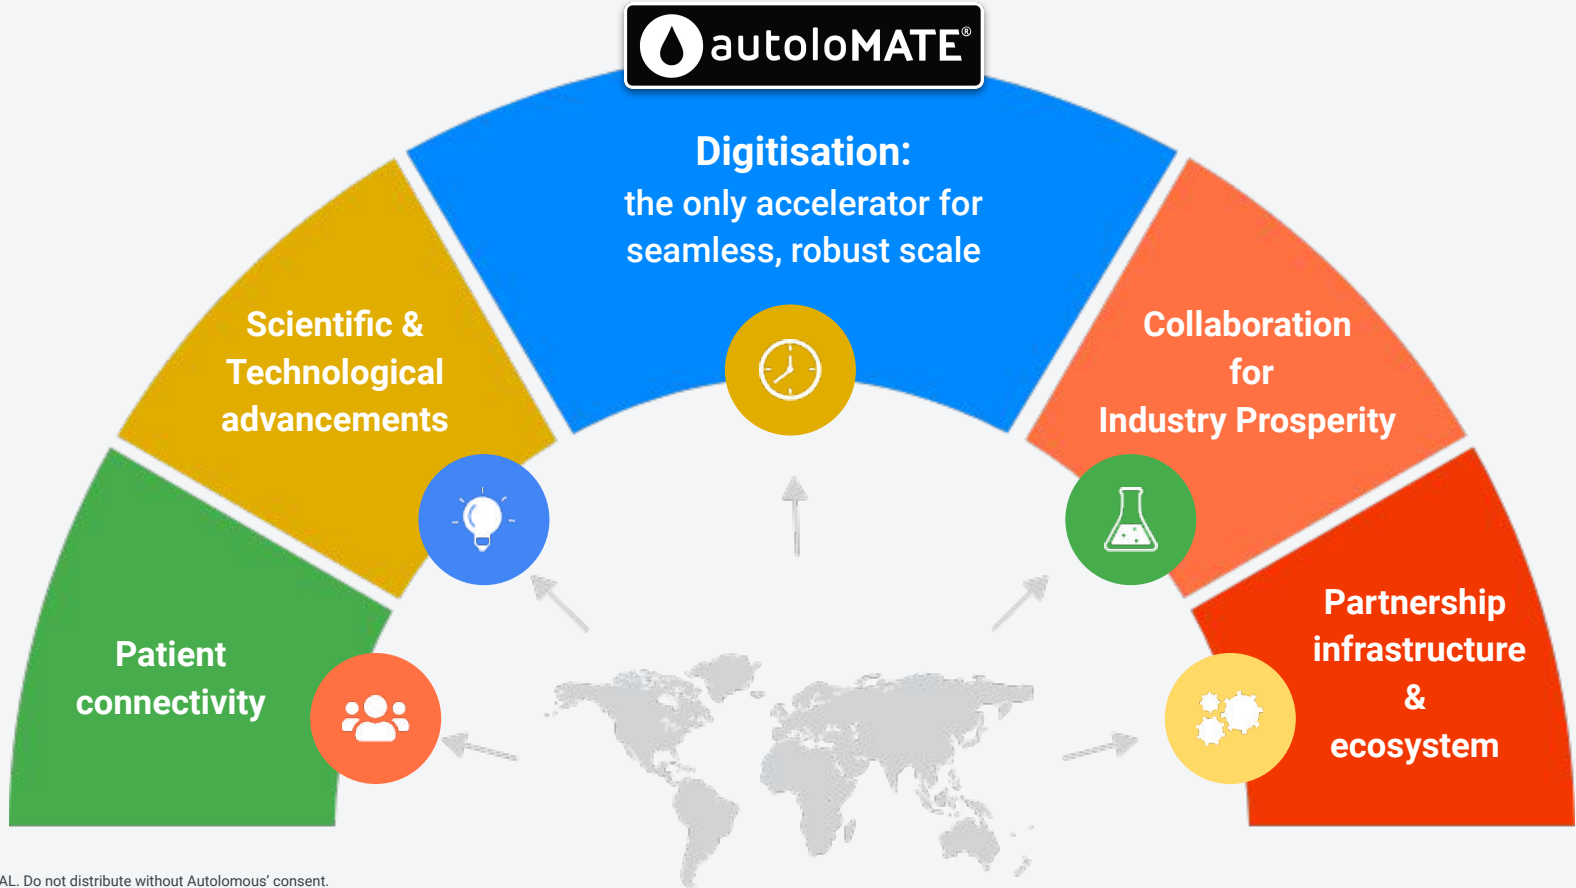 autoloMATE®
Digitisation:
the only accelerator for
seamless, robust scale
Scientific &
Technological
advancements
Collaboration
for
Industry Prosperity
Patient
connectivity
Partnership
infrastructure
&
ecosystem
AL. Do not distribute without Autolomous’ consent.